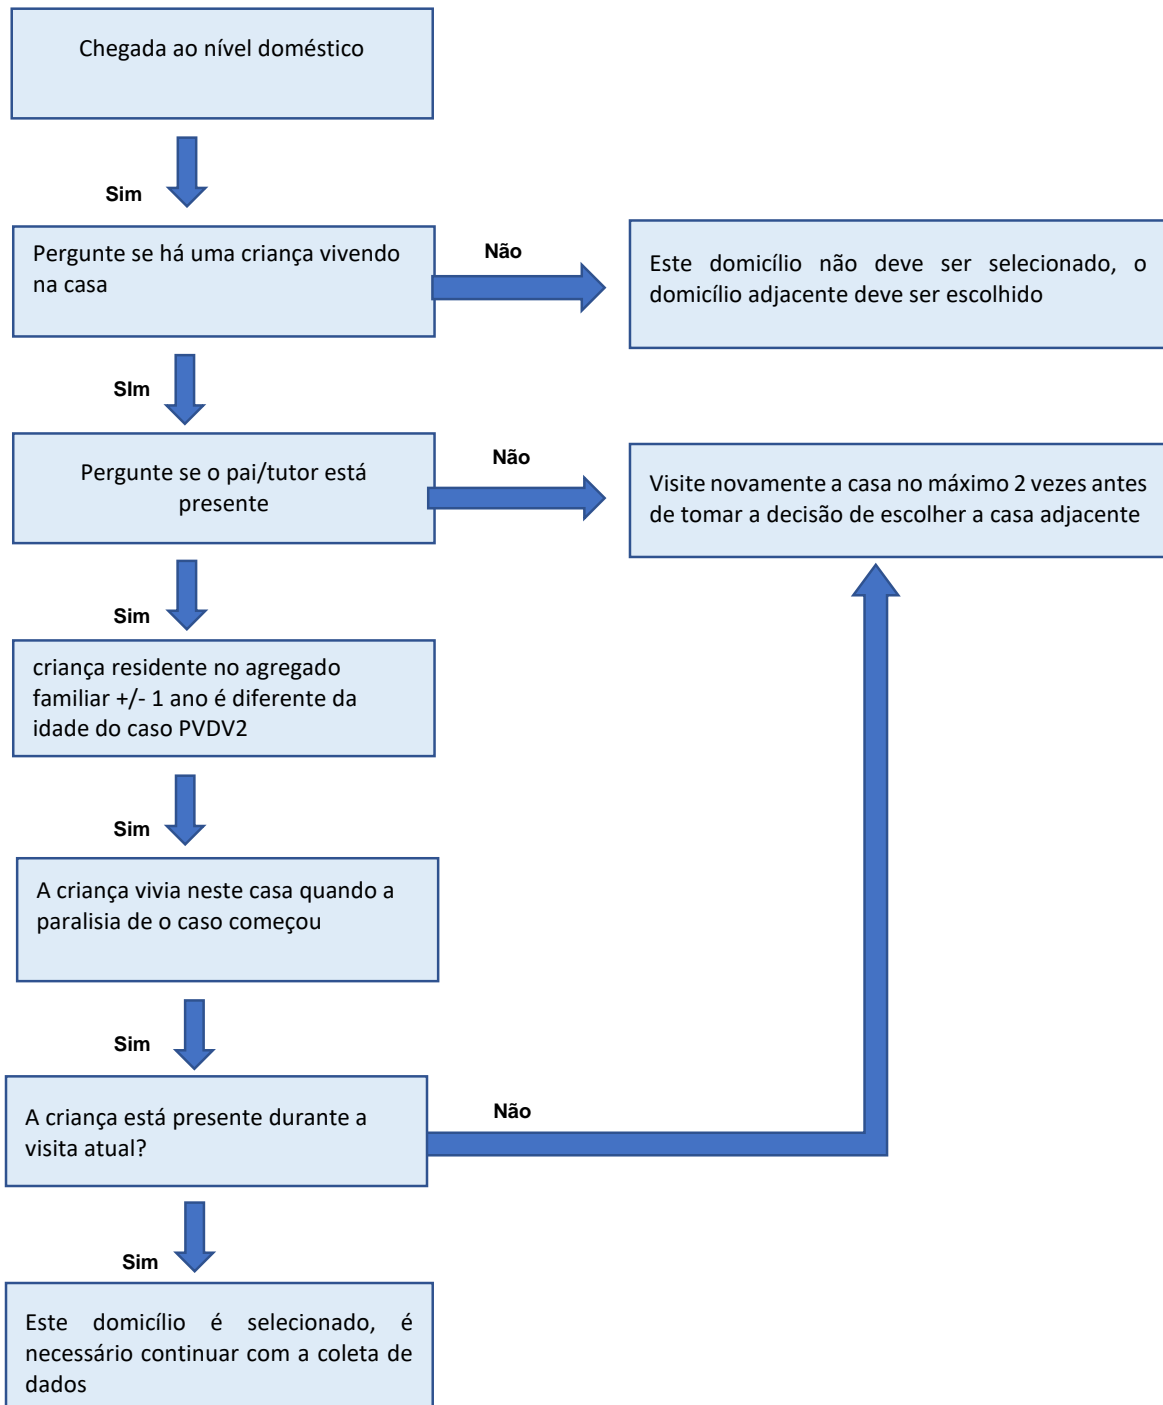 Chegada ao nível doméstico
Sim
Pergunte se há uma criança vivendo
na casa
Não
Este domicílio não deve ser selecionado, o
domicílio adjacente deve ser escolhido
SIm
Pergunte se o pai/tutor está
presente
Não
Visite novamente a casa no máximo 2 vezes antes
de tomar a decisão de escolher a casa adjacente
Sim
criança residente no agregado
familiar +/- 1 ano é diferente da
idade do caso PVDV2
Sim
A criança vivia neste casa quando a
paralisia de o caso começou
Sim
A criança está presente durante a
visita atual?
Não
Sim
Este domicílio é selecionado, é
necessário continuar com a coleta de
dados